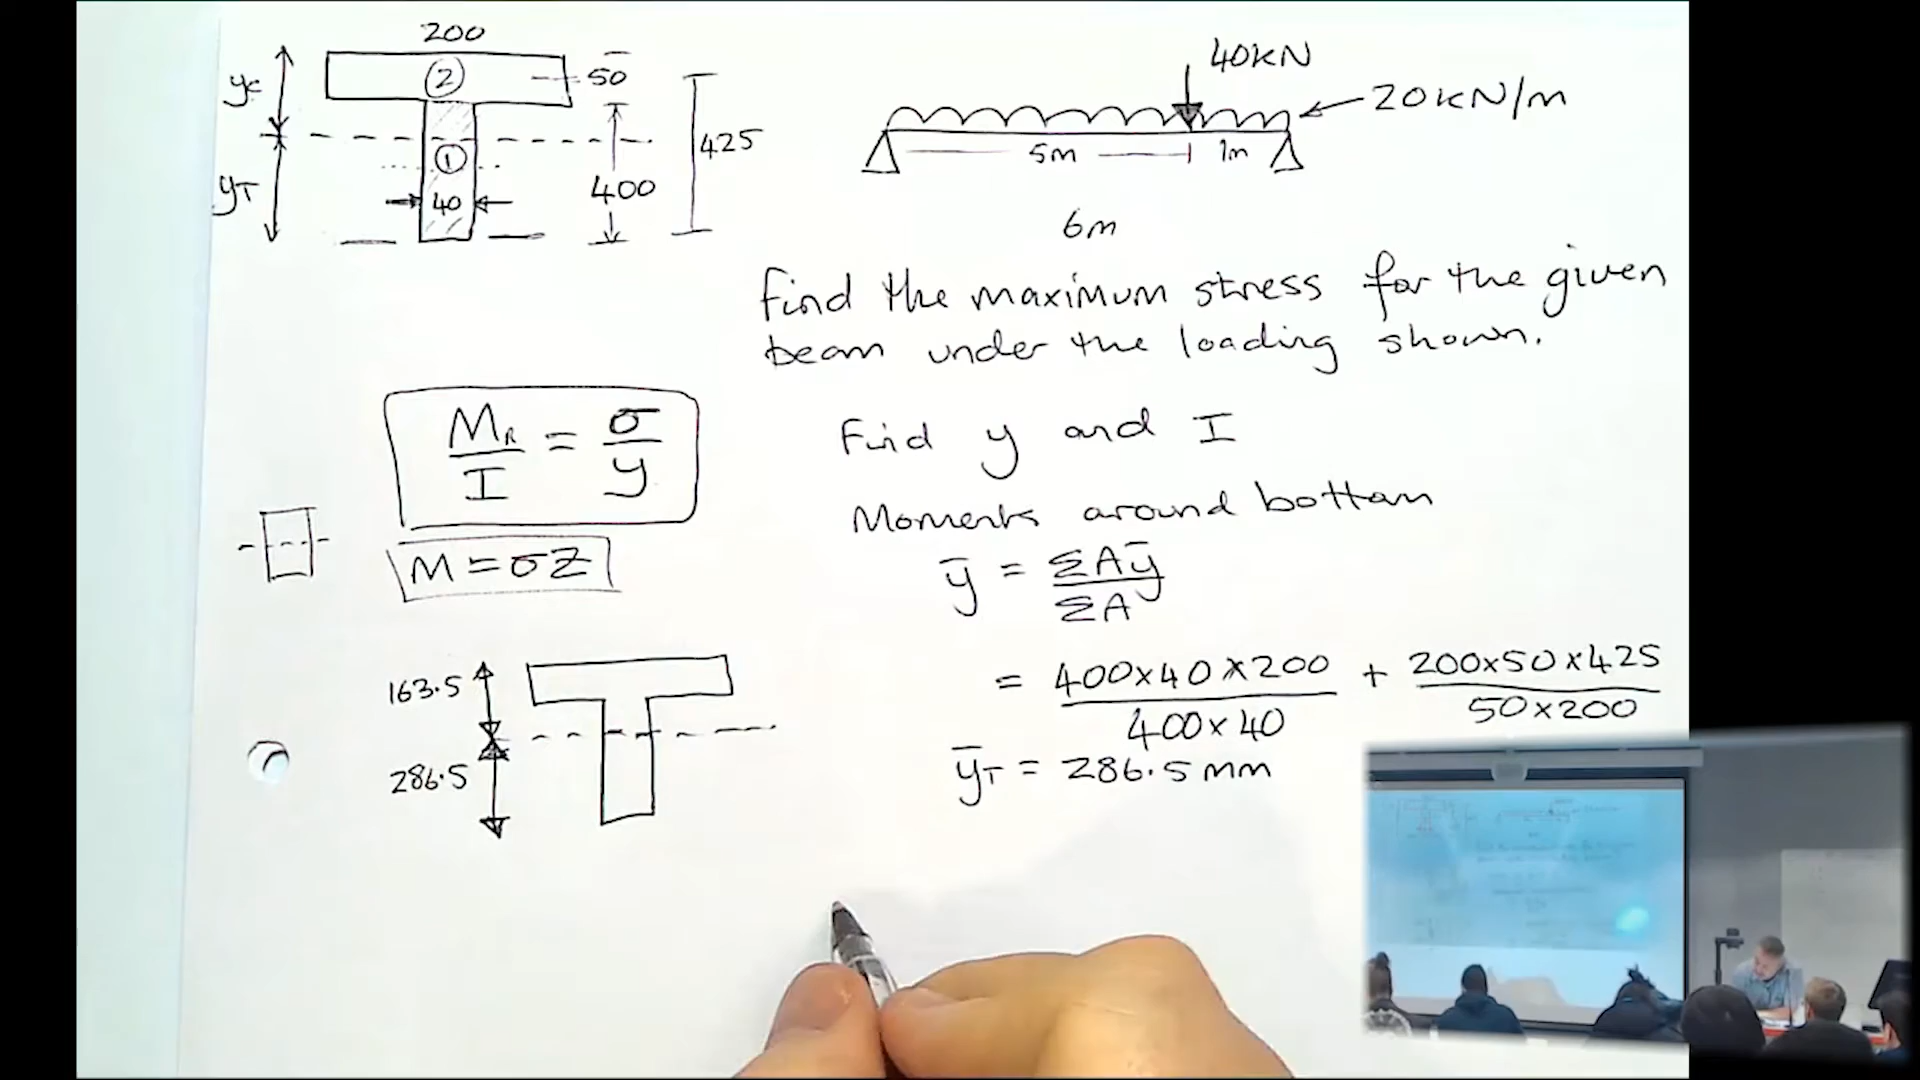 200
② - 50
yc
①
425
yT
400
40
40KN
20KN/m
5m 1m
6m
Find the maximum stress for the given
beam under the loading shown.
MR/I = σ/y
M = σZ
Find y and I
Moments around bottom
ȳ = ΣAȳ/ΣA
= 400x40x200/400x40 + 200x50x425/50x200
ȳT = 286.5mm
163.5
286.5